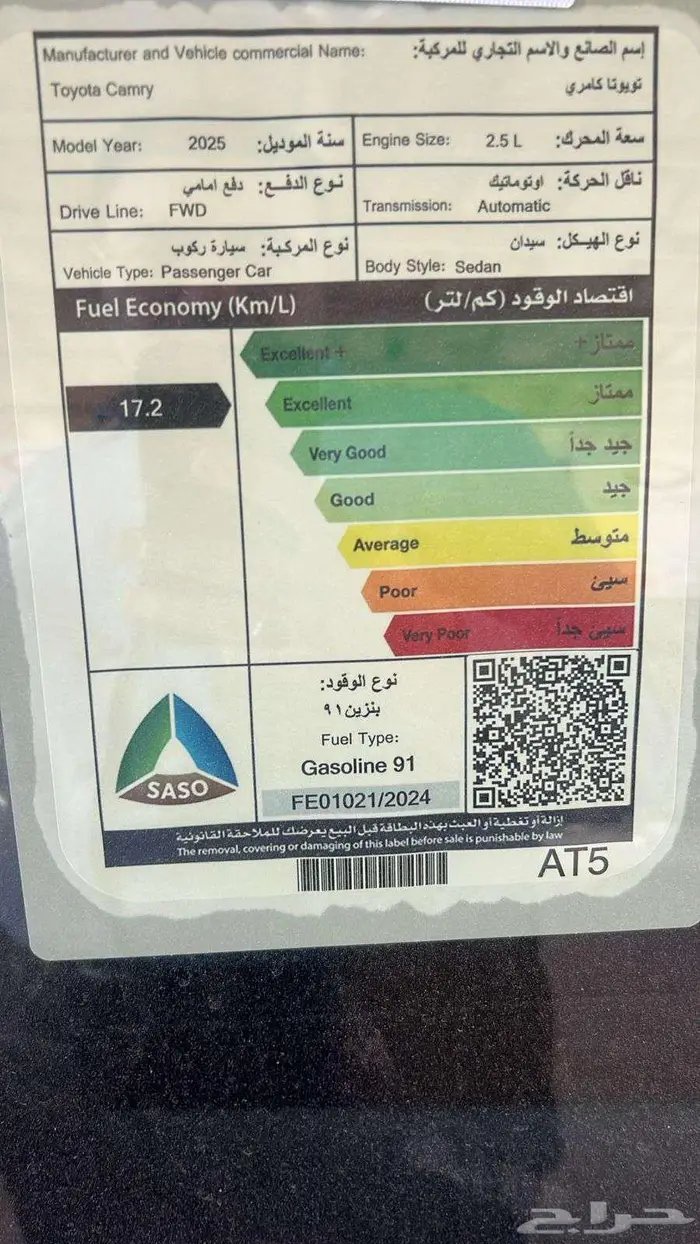 Manufacturer and Vehicle commercial Name: إسم الصانع والاسم التجاري للمركبة:
Toyota Camry تويوتا كامري
Model Year: 2025 سنة الموديل: Engine Size: 2.5 L سعة المحرك:
نوع الدفـــع: دفع امامي ناقل الحركة: اوتوماتيك
Drive Line: FWD Transmission: Automatic
نوع المركبة: سيارة ركوب نوع الهيـكل: سيدان
Vehicle Type: Passenger Car Body Style: Sedan
Fuel Economy (Km/L) اقتصاد الوقود (كم/لتر)
Excellent + ممتاز+
17.2
Excellent ممتاز
Very Good جيد جداً
Good جيد
Average متوسط
Poor سيئ
Very Poor سيئ جداً
نوع الوقود:
بنزين ٩١
Fuel Type:
Gasoline 91
FE01021/2024
SASO
إزالة أو تغطية أو العبث بهذه البطاقة قبل البيع يعرضك للملاحقة القانونية
The removal, covering or damaging of this label before sale is punishable by law
AT5
حراج